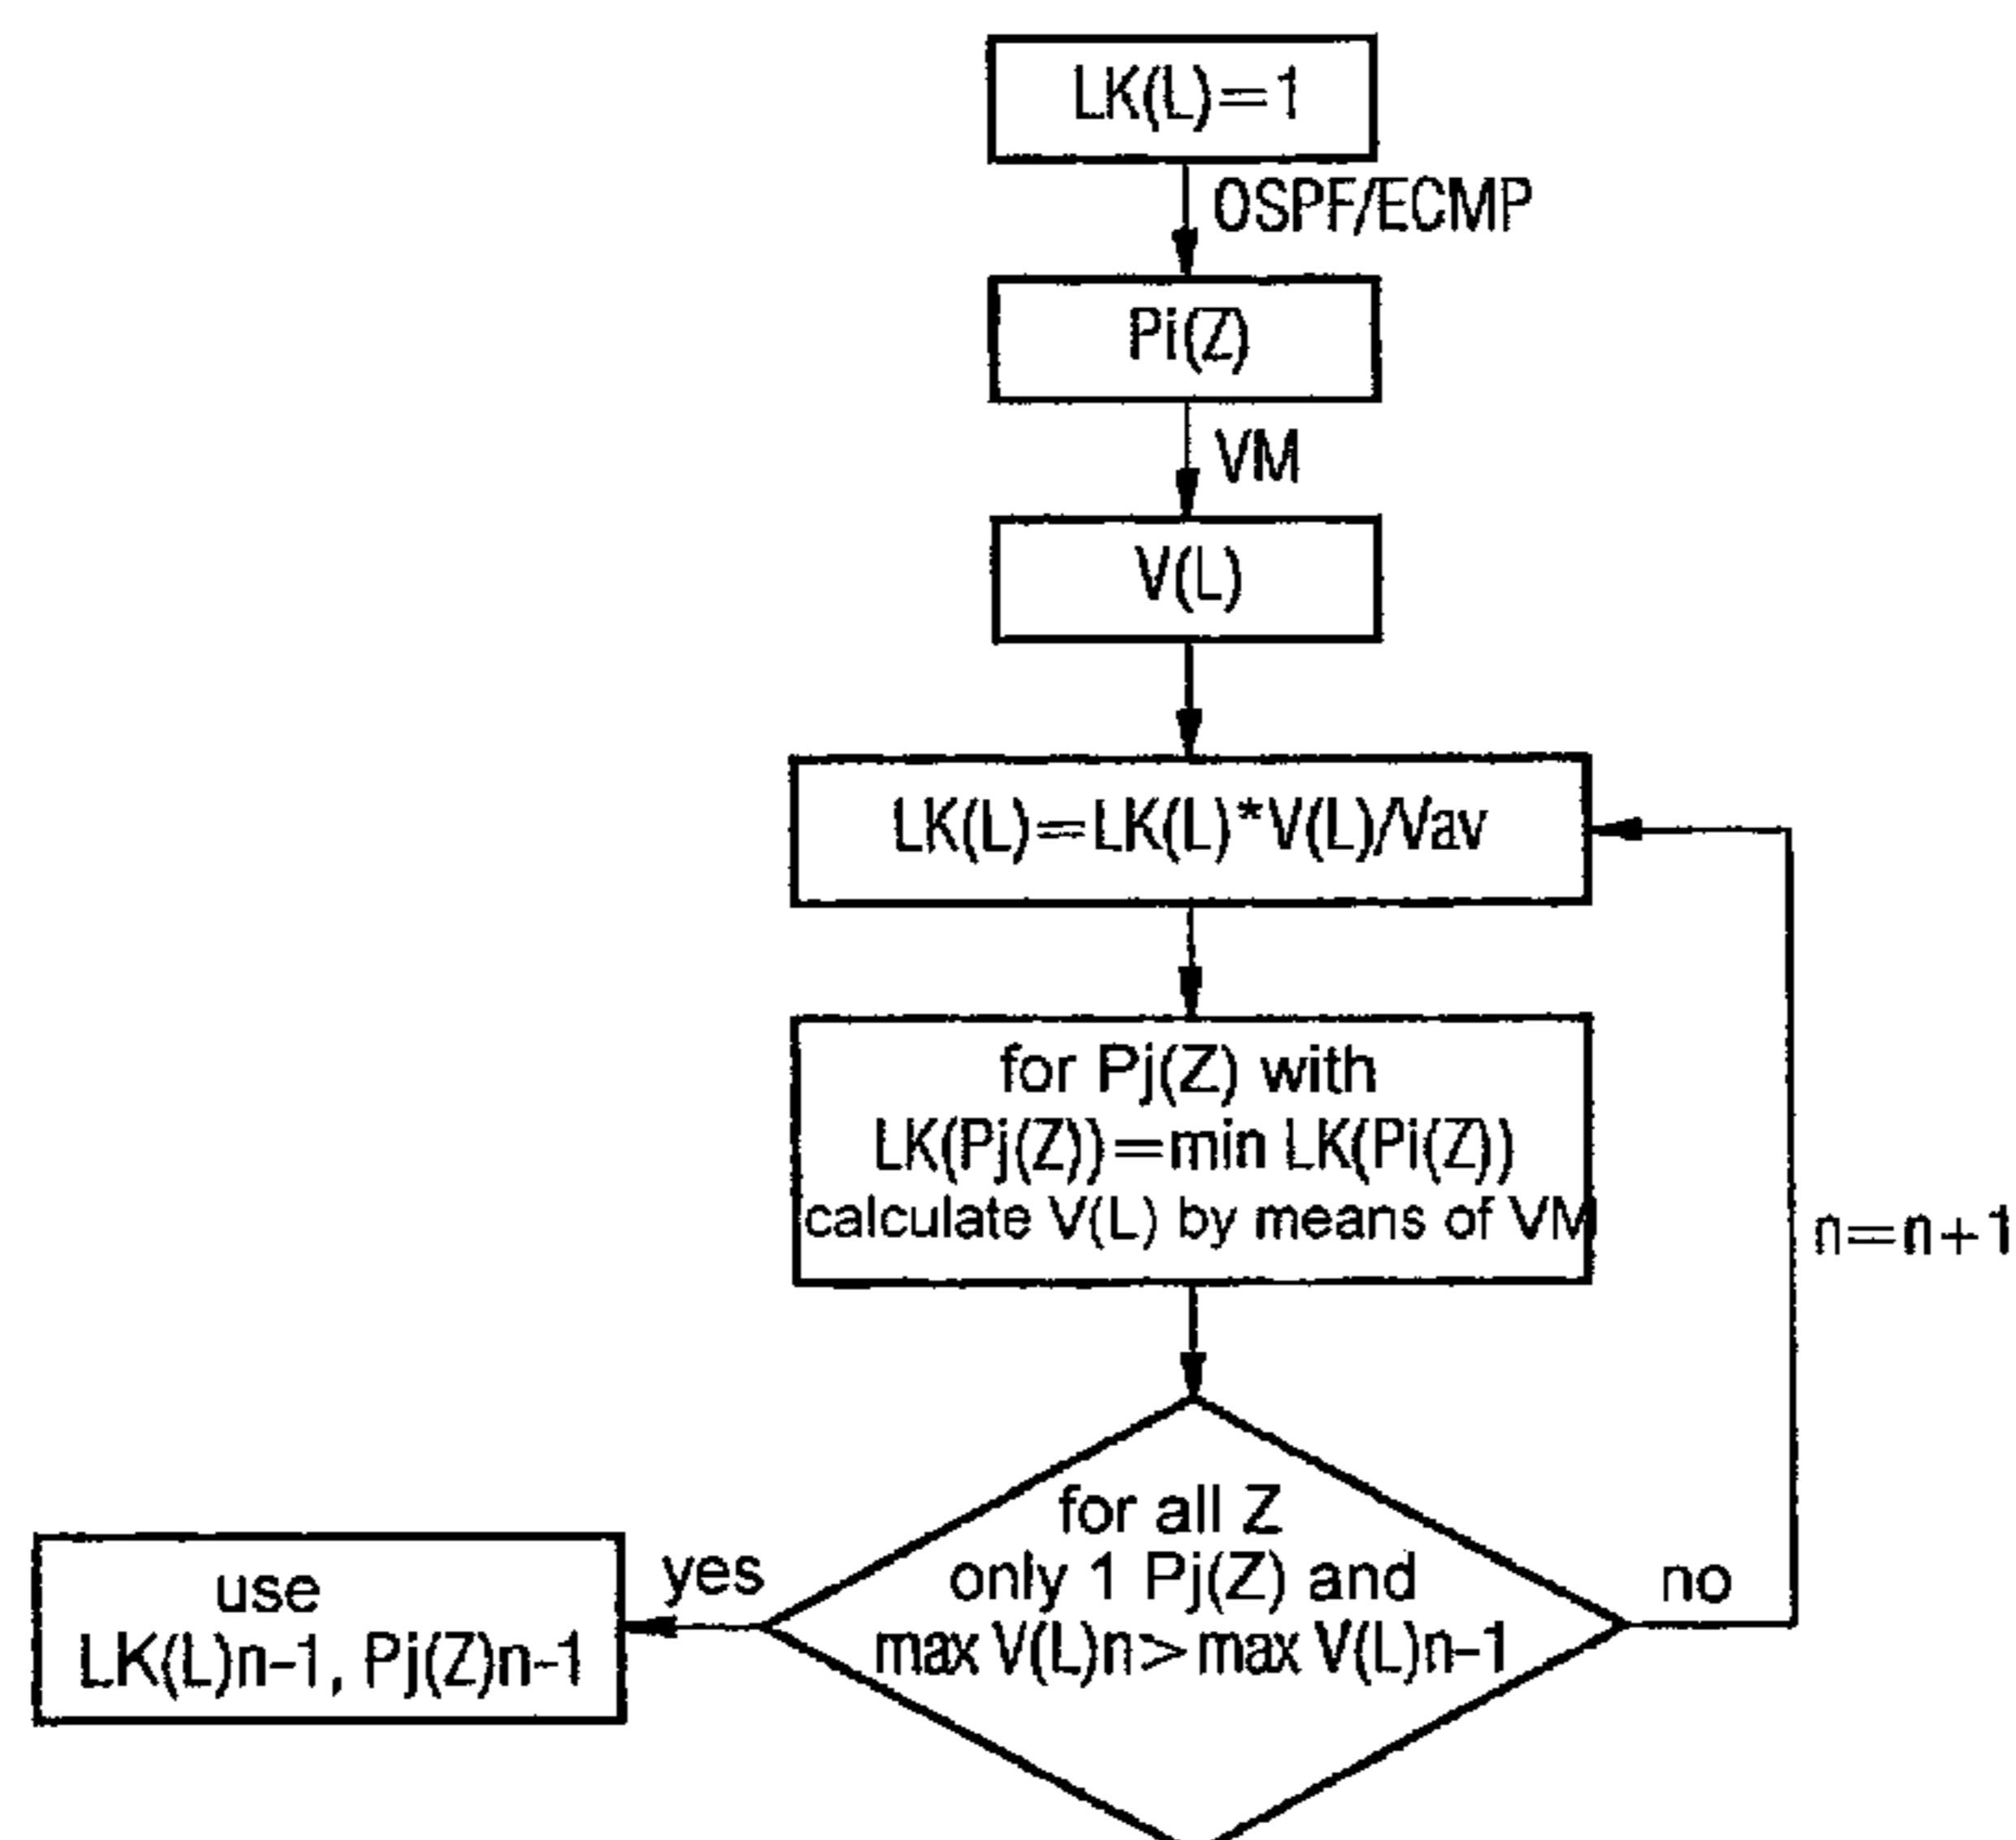 LK(L)=1
OSPF/ECMP
Pi(Z)
VM
V(L)
LK(L)=LK(L)*V(L)/Vav
for Pj(Z) with
LK(Pj(Z))=min LK(Pi(Z))
calculate V(L) by means of VM
n=n+1
for all Z
only 1 Pj(Z) and
max V(L)n>max V(L)n-1
yes
no
use
LK(L)n-1, Pj(Z)n-1